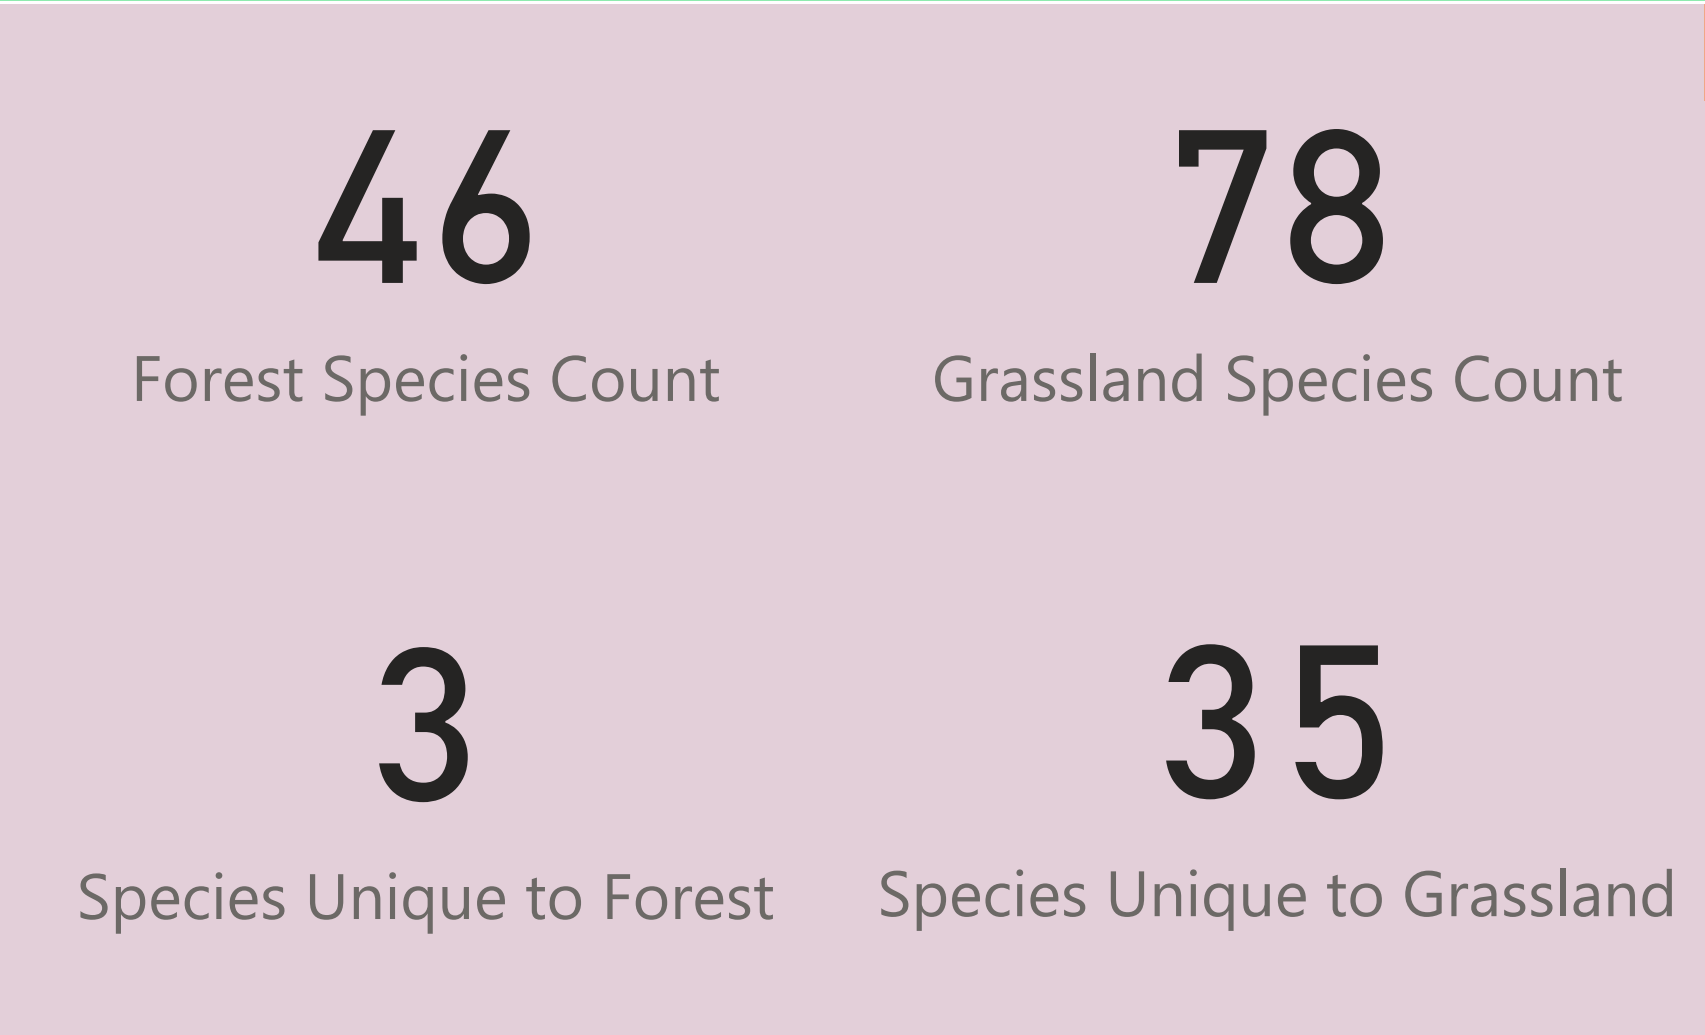 46
78
Forest Species Count
Grassland Species Count
3
35
Species Unique to Forest
Species Unique to Grassland